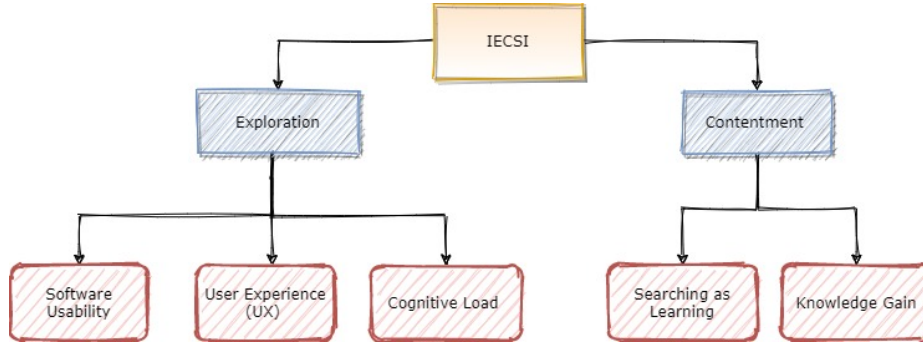 IECSI
Exploration
Contentment
Software
Usability
User Experience
(UX)
Cognitive Load
Searching as
Learning
Knowledge Gain